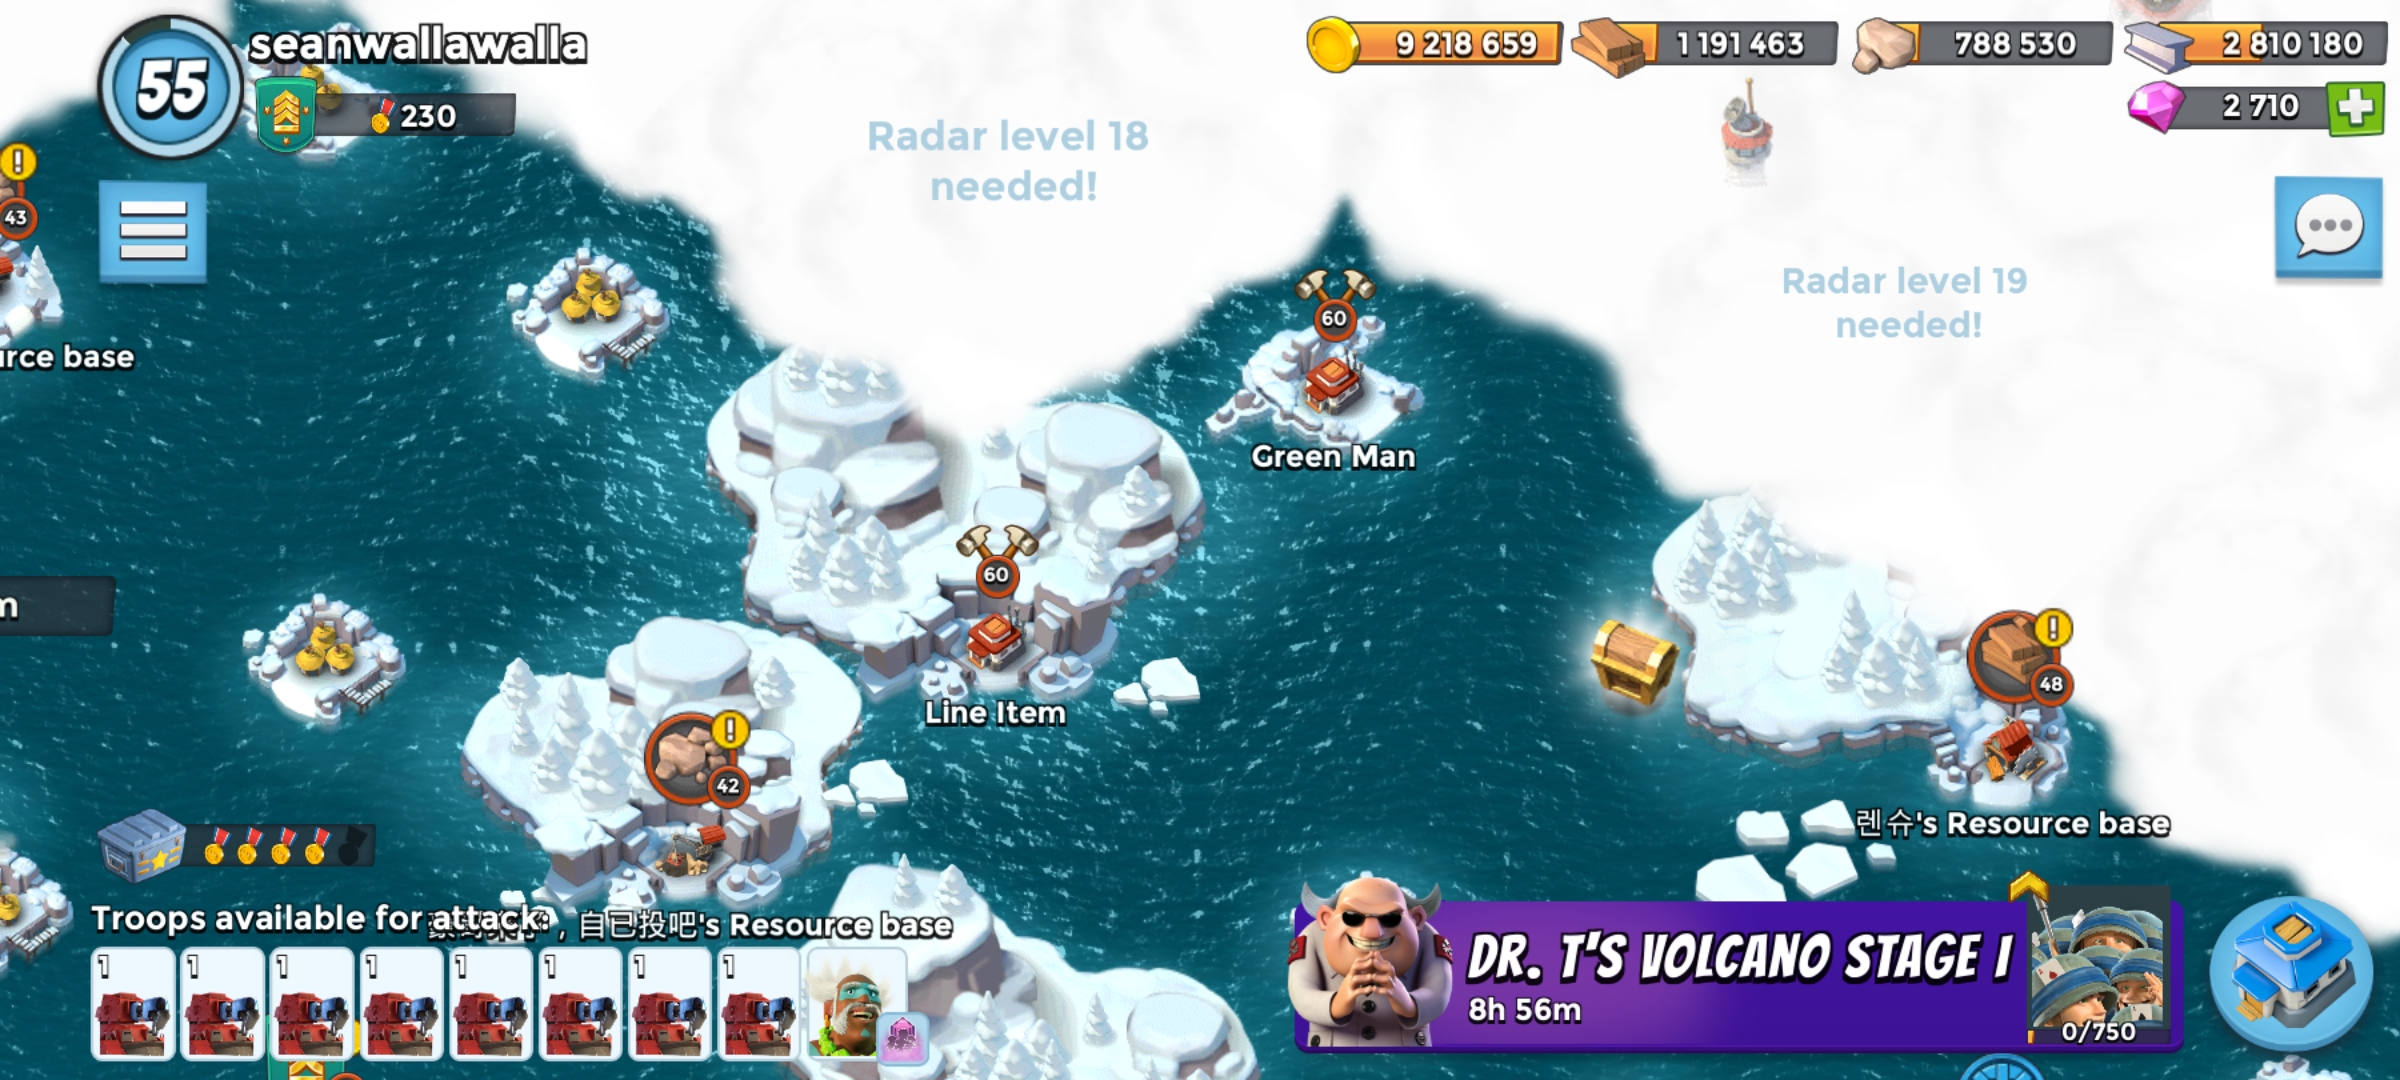 55
seanwallawalla
230
9 218 659
1 191 463
788 530
2 810 180
2 710
Radar level 18
needed!
Radar level 19
needed!
43
60
Green Man
60
Line Item
48
렌슈's Resource base
42
自已投吧's Resource base
Troops available for attack:
1
1
1
1
1
1
1
1
DR. T'S VOLCANO STAGE I
8h 56m
0/750